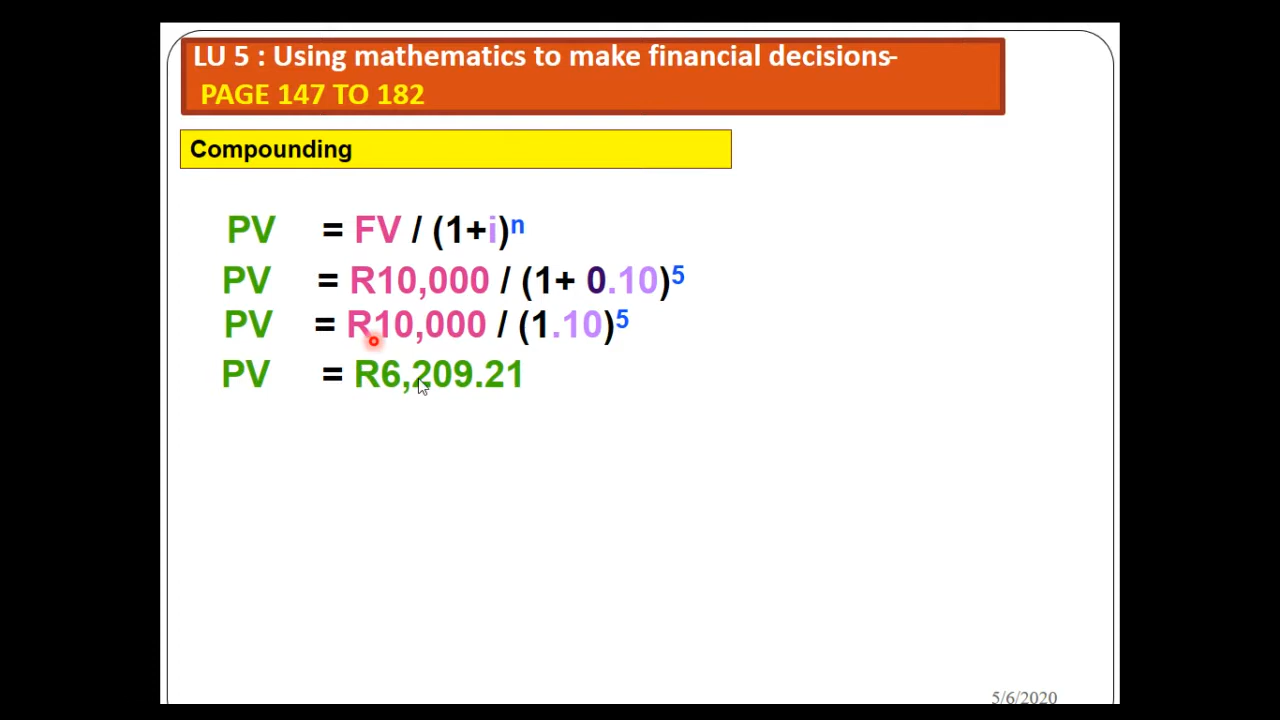 LU 5 : Using mathematics to make financial decisions-
PAGE 147 TO 182
Compounding
PV = FV / (1+i)ⁿ
PV = R10,000 / (1+ 0.10)⁵
PV = R10,000 / (1.10)⁵
PV = R6,209.21
5/6/2020